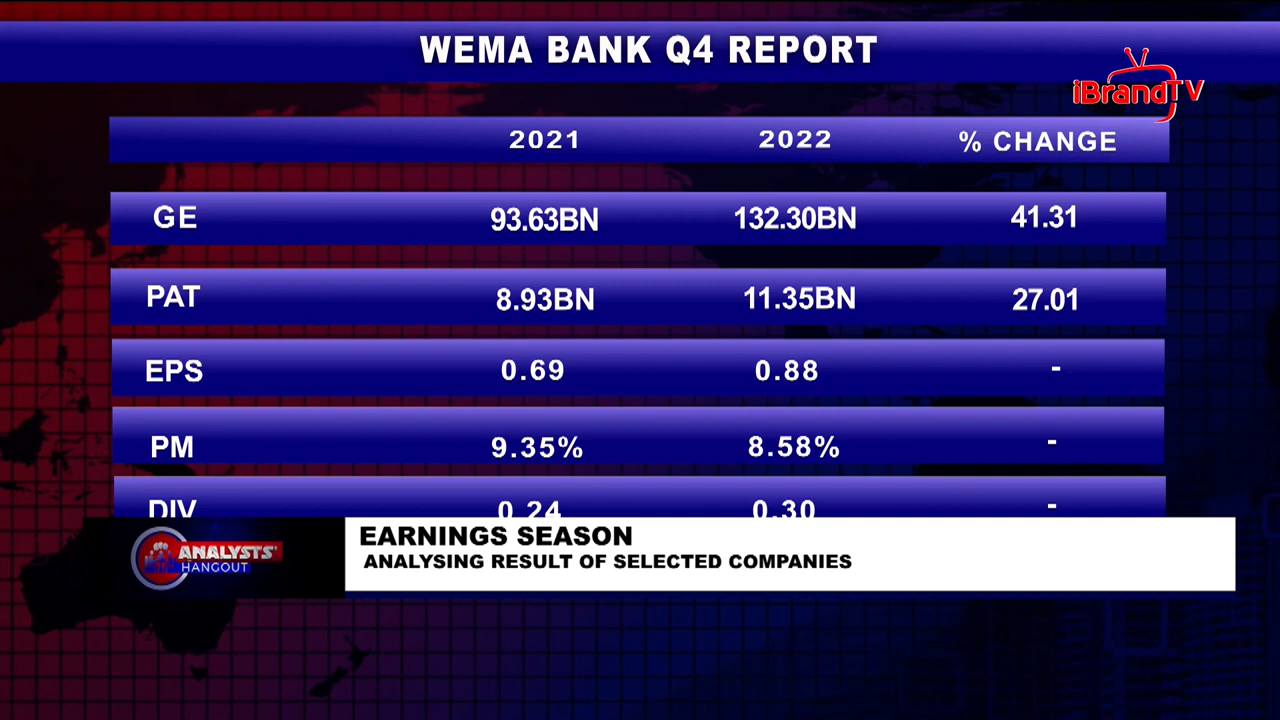 WEMA BANK Q4 REPORT
iBrandTV
2021 2022 % CHANGE
GE 93.63BN 132.30BN 41.31
PAT 8.93BN 11.35BN 27.01
EPS 0.69 0.88 -
PM 9.35% 8.58% -
DIV 0.24 0.30 -
EARNINGS SEASON
ANALYSING RESULT OF SELECTED COMPANIES
ANALYSTS'
HANGOUT